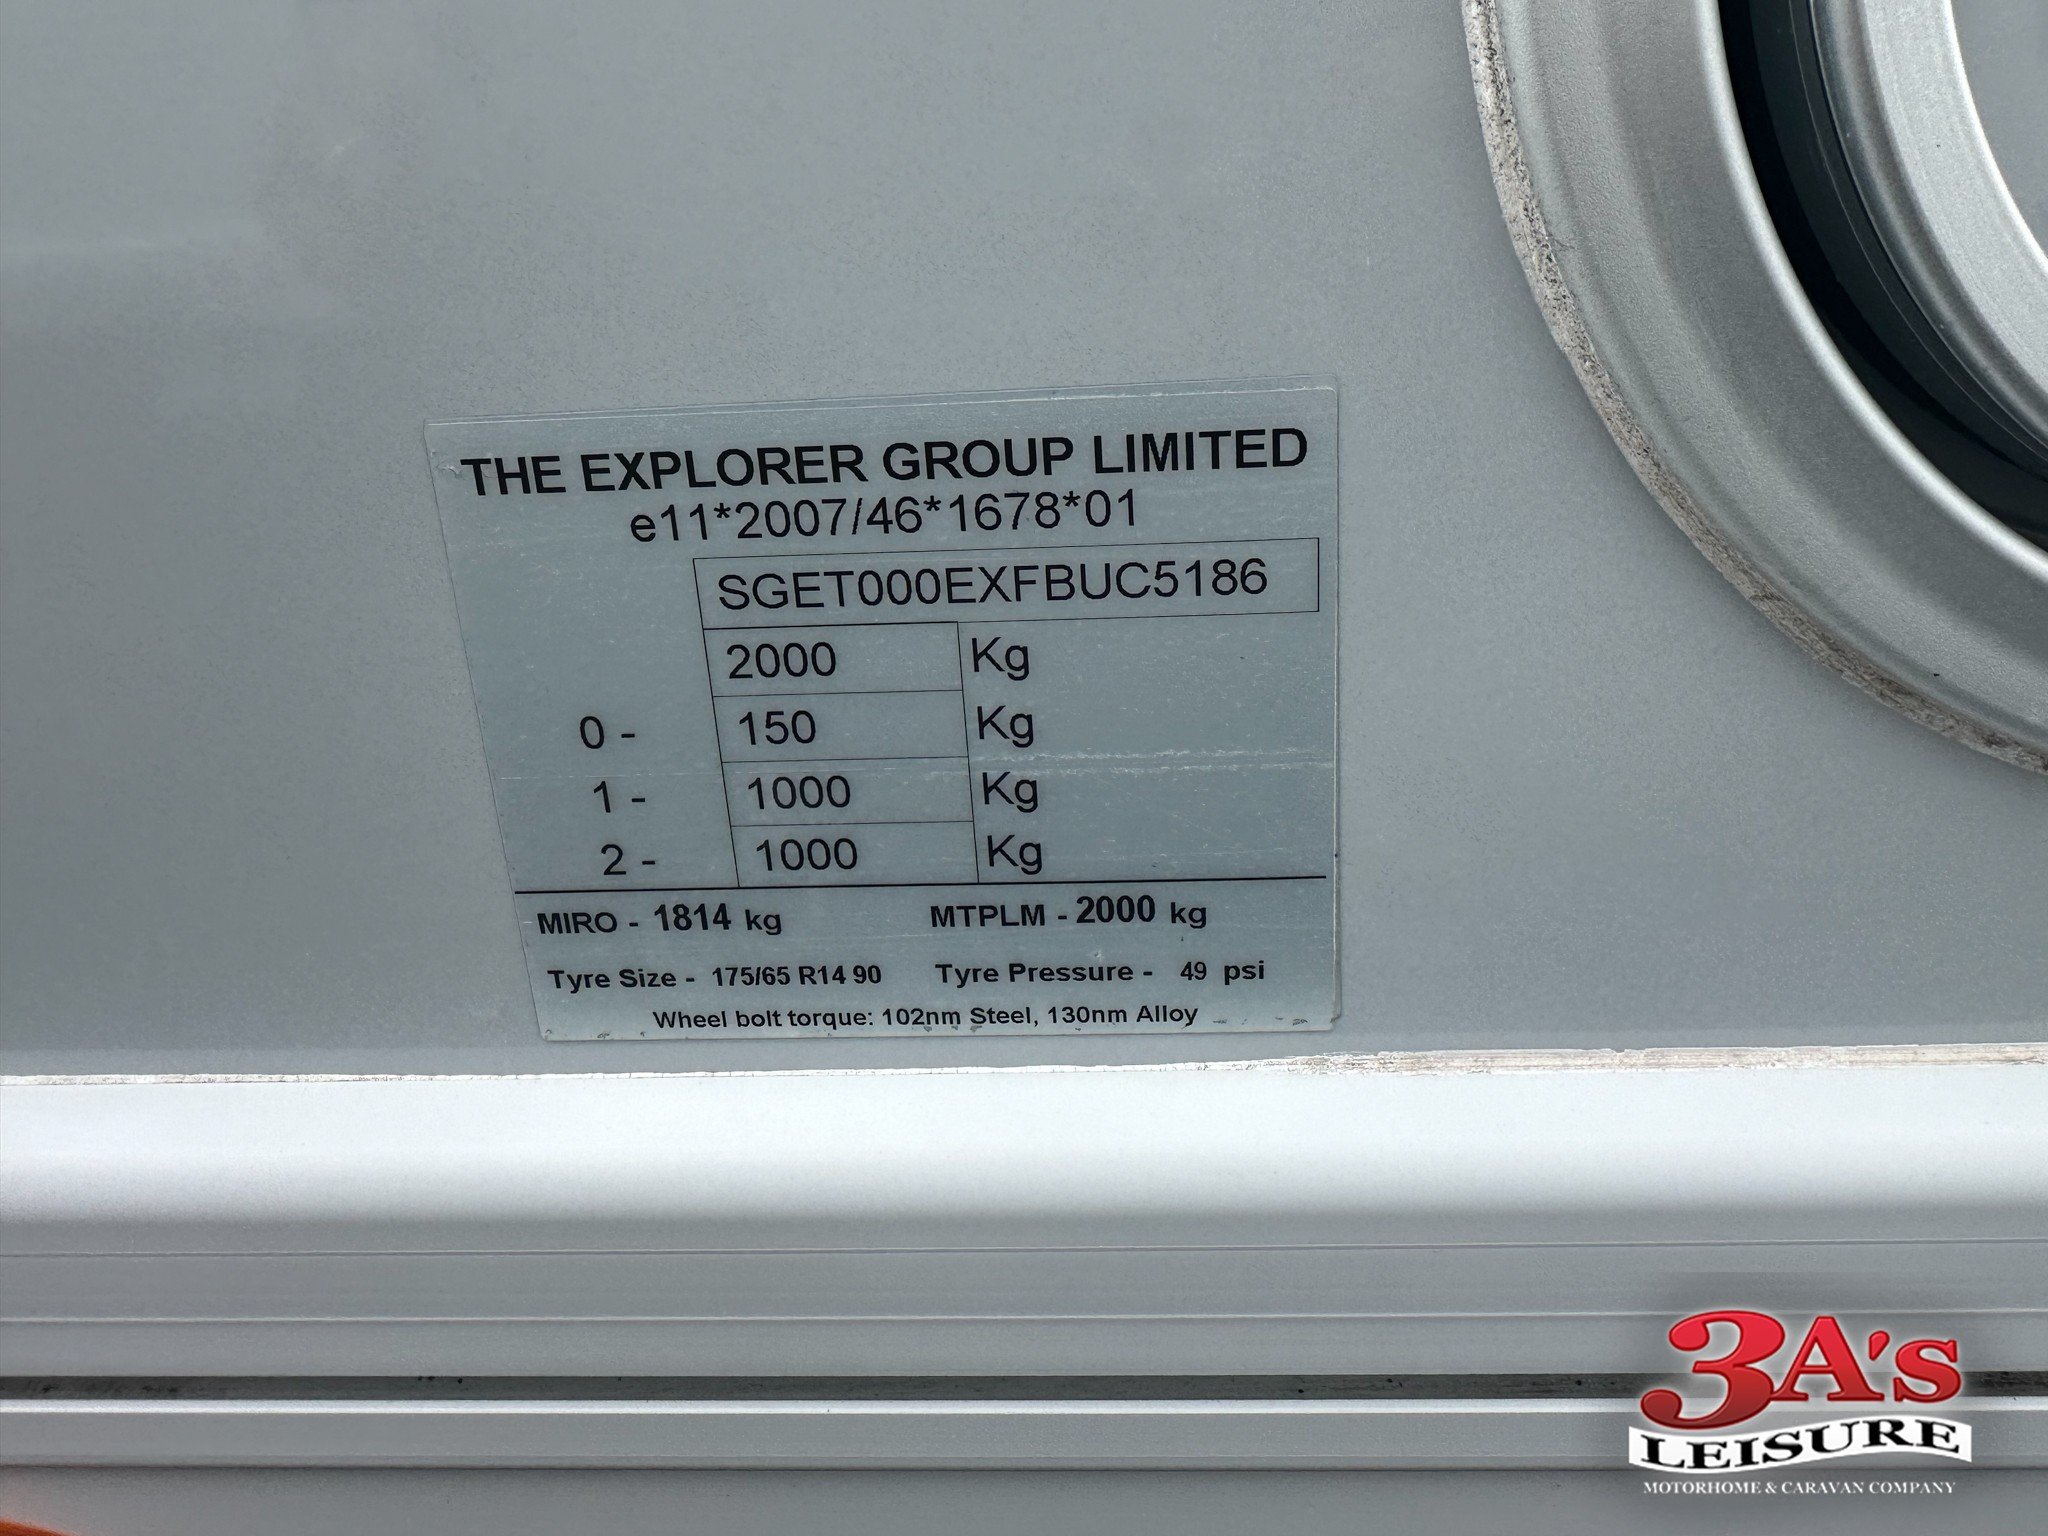 THE EXPLORER GROUP LIMITED
e11*2007/46*1678*01
SGET000EXFBUC5186
2000 Kg
0 - 150 Kg
1 - 1000 Kg
2 - 1000 Kg
MIRO - 1814 kg MTPLM - 2000 kg
Tyre Size - 175/65 R14 90 Tyre Pressure - 49 psi
Wheel bolt torque: 102nm Steel, 130nm Alloy
3A's
LEISURE
MOTORHOME & CARAVAN COMPANY